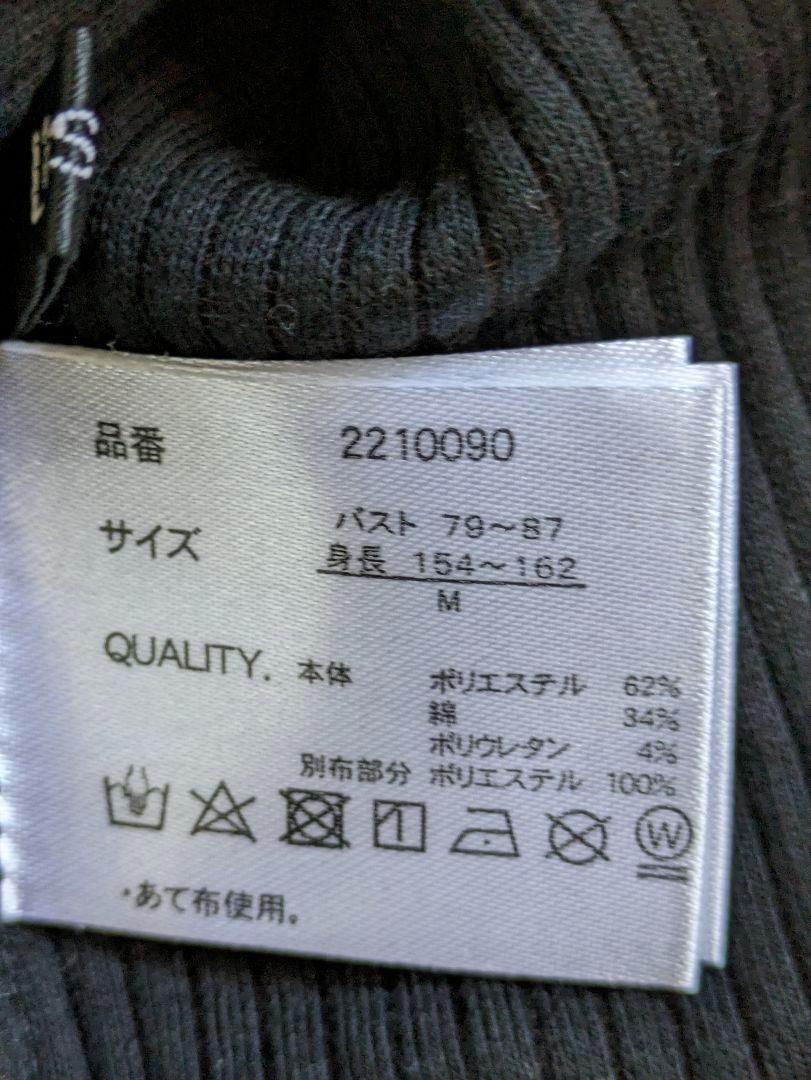 S
品番 2210090
サイズ バスト 79～87
身長 154～162
M
QUALITY. 本体 ポリエステル 62%
綿 34%
ポリウレタン 4%
別布部分 ポリエステル 100%
W
・あて布使用。